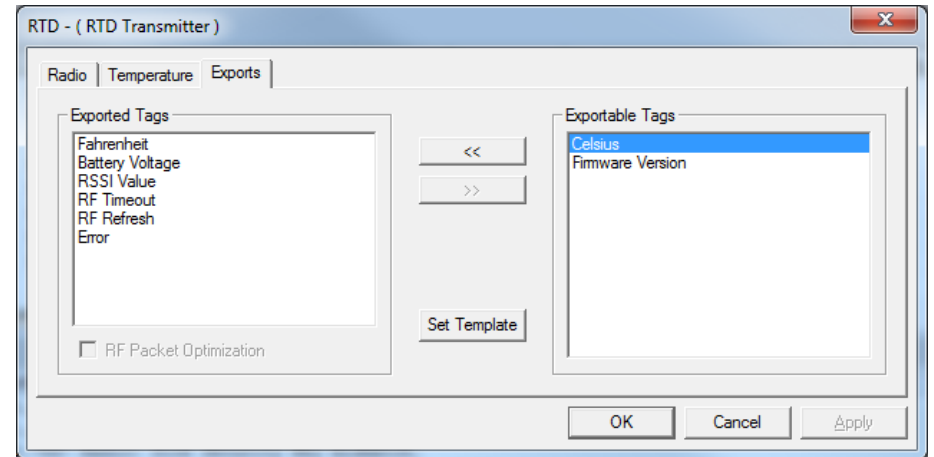 RTD - ( RTD Transmitter )
Radio Temperature Exports
Exported Tags
Fahrenheit
Battery Voltage
RSSI Value
RF Timeout
RF Refresh
Error
RF Packet Optimization
<<
>>
Set Template
Exportable Tags
Celsius
Firmware Version
OK Cancel Apply